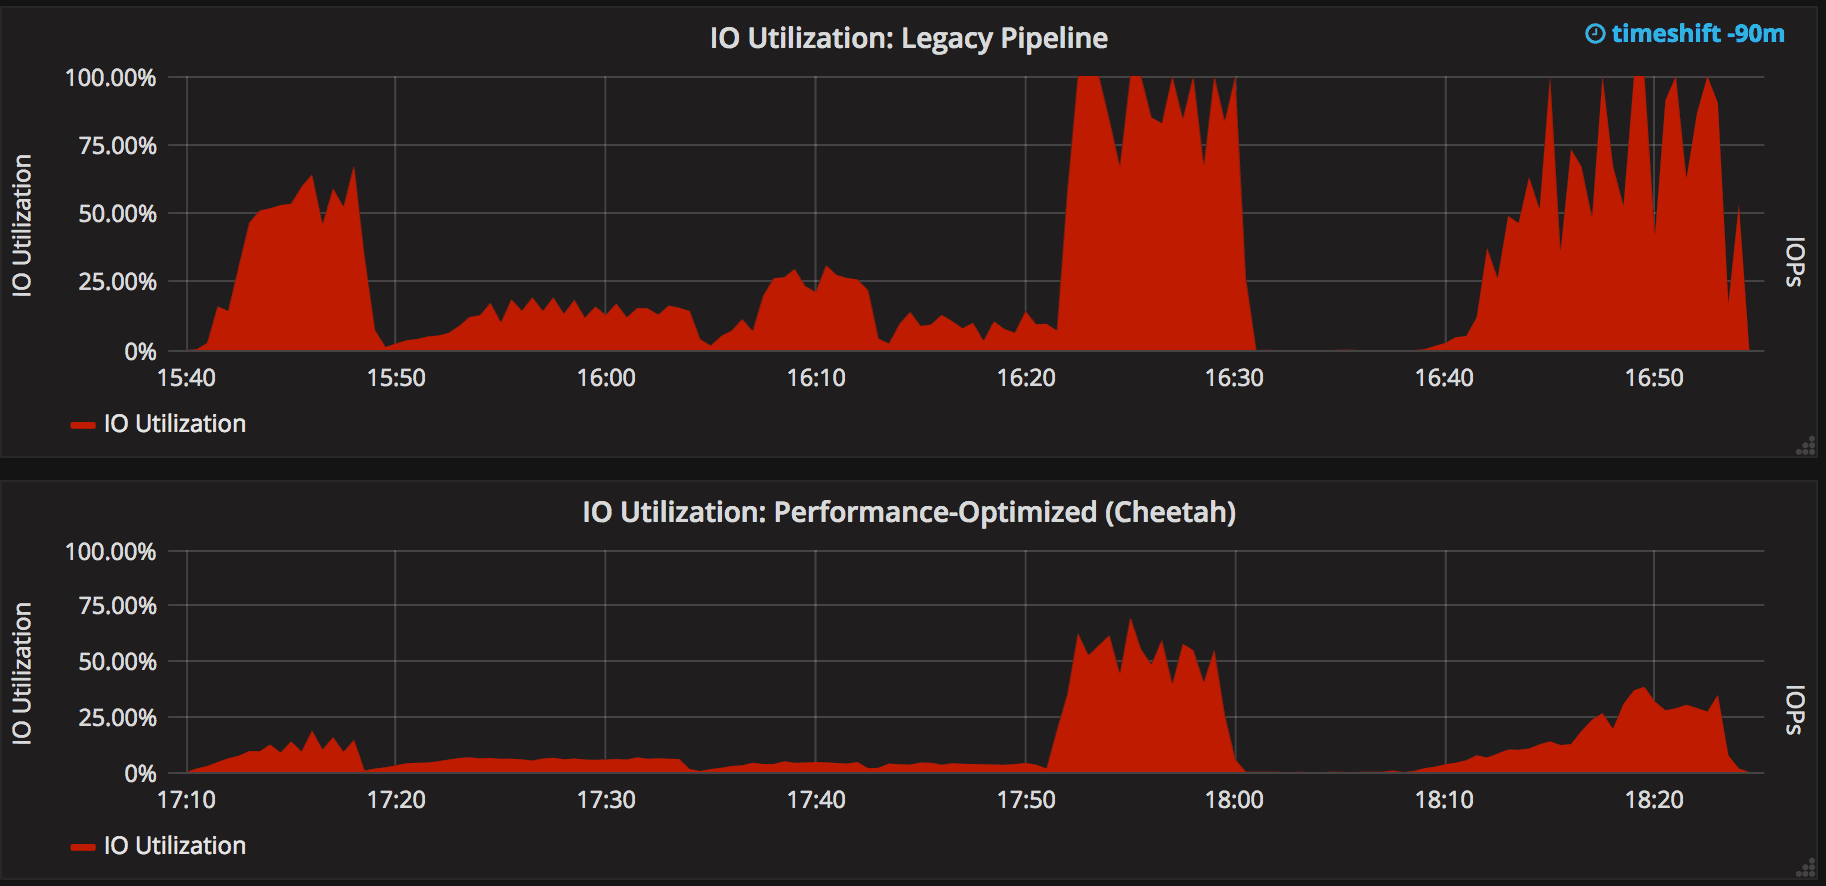 IO Utilization: Legacy Pipeline
timeshift -90m
100.00%
75.00%
50.00%
25.00%
0%
IO Utilization
IOPs
15:40 15:50 16:00 16:10 16:20 16:30 16:40 16:50
IO Utilization
IO Utilization: Performance-Optimized (Cheetah)
100.00%
75.00%
50.00%
25.00%
0%
IO Utilization
IOPs
17:10 17:20 17:30 17:40 17:50 18:00 18:10 18:20
IO Utilization